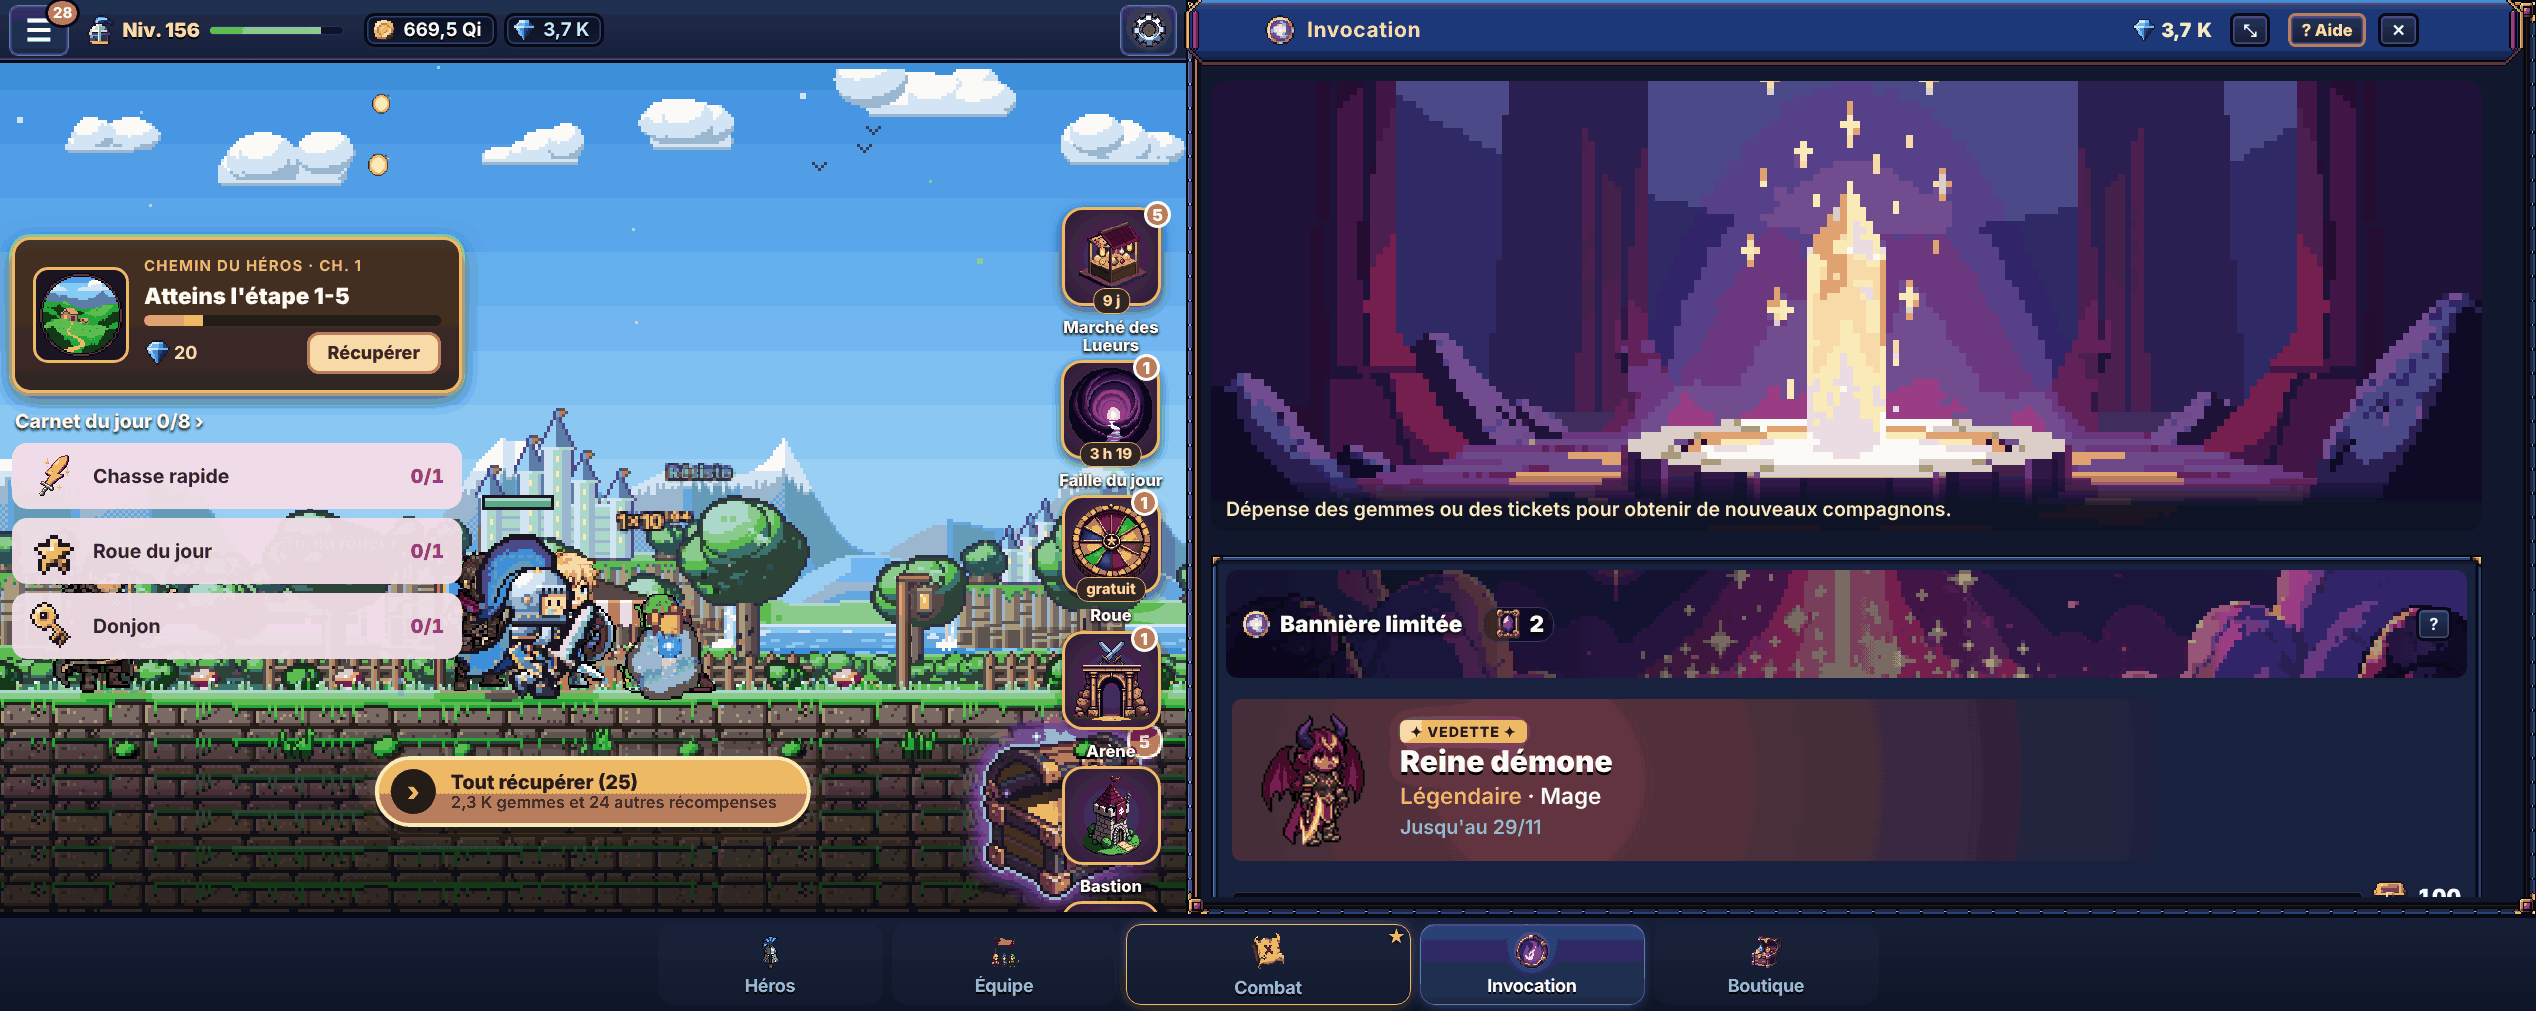 28
Niv. 156
669,5 Qi
3,7 K
Invocation
3,7 K
? Aide
CHEMIN DU HÉROS · CH. 1
Atteins l'étape 1-5
20
Récupérer
Carnet du jour 0/8 ›
Chasse rapide 0/1
Roue du jour 0/1
Donjon 0/1
5
9 j
Marché des
Lueurs
1
3 h 19
Faille du jour
1
gratuit
Roue
1
Arène
5
Bastion
Tout récupérer (25)
2,3 K gemmes et 24 autres récompenses
Dépense des gemmes ou des tickets pour obtenir de nouveaux compagnons.
Bannière limitée 2
?
✦ VEDETTE ✦
Reine démone
Légendaire · Mage
Jusqu'au 29/11
100
Héros
Équipe
Combat
Invocation
Boutique